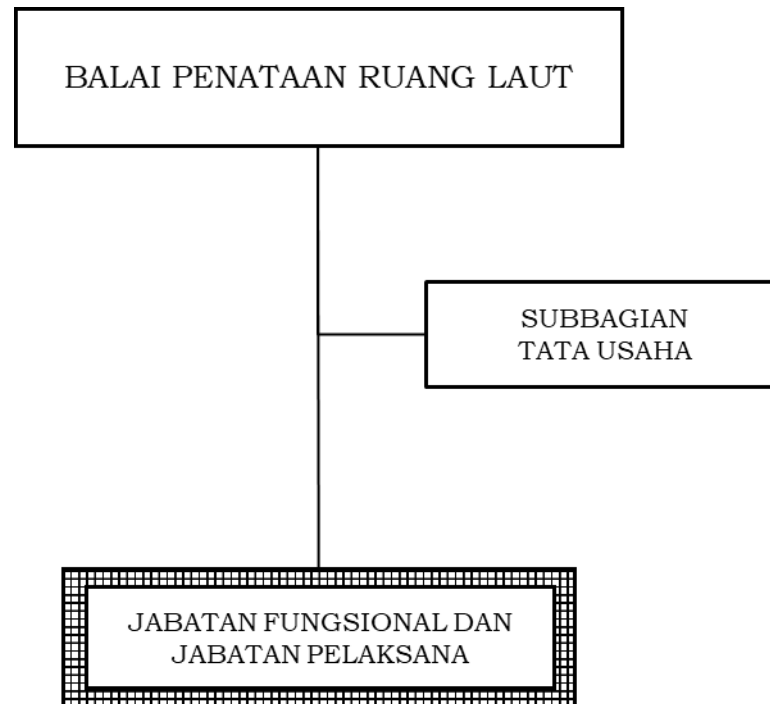 BALAI PENATAAN RUANG LAUT
SUBBAGIAN
TATA USAHA
JABATAN FUNGSIONAL DAN
JABATAN PELAKSANA